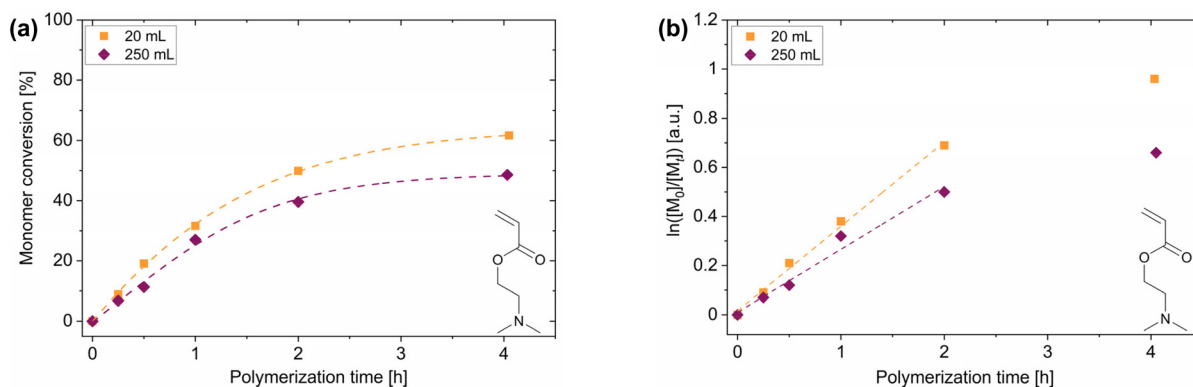 (a)
Monomer conversion [%]
100
80
60
40
20
0
20 mL
250 mL
O
O
N
0
1
2
3
4
Polymerization time [h]
(b)
ln([M₀]/[Mₜ]) [a.u.]
1.2
1
0.8
0.6
0.4
0.2
0
20 mL
250 mL
O
O
N
0
1
2
3
4
Polymerization time [h]